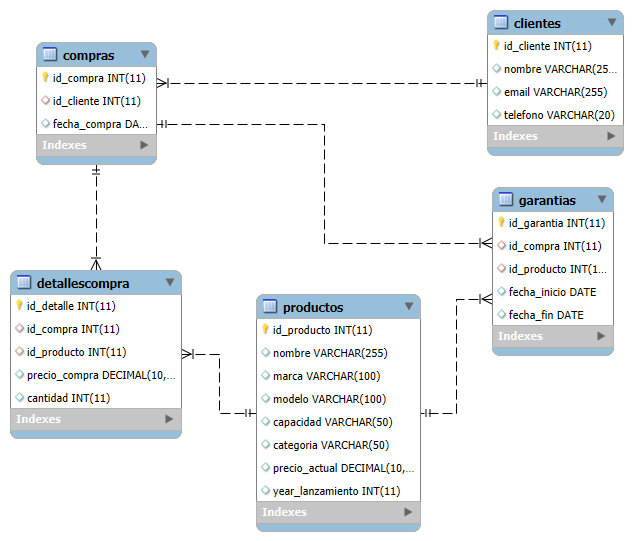 clientes
id_cliente INT(11)
nombre VARCHAR(25...
email VARCHAR(255)
telefono VARCHAR(20)
Indexes
compras
id_compra INT(11)
id_cliente INT(11)
fecha_compra DA...
Indexes
garantias
id_garantia INT(11)
id_compra INT(11)
id_producto INT(1...
fecha_inicio DATE
fecha_fin DATE
Indexes
detallescompra
id_detalle INT(11)
id_compra INT(11)
id_producto INT(11)
precio_compra DECIMAL(10,...
cantidad INT(11)
Indexes
productos
id_producto INT(11)
nombre VARCHAR(255)
marca VARCHAR(100)
modelo VARCHAR(100)
capacidad VARCHAR(50)
categoria VARCHAR(50)
precio_actual DECIMAL(10,...
year_lanzamiento INT(11)
Indexes